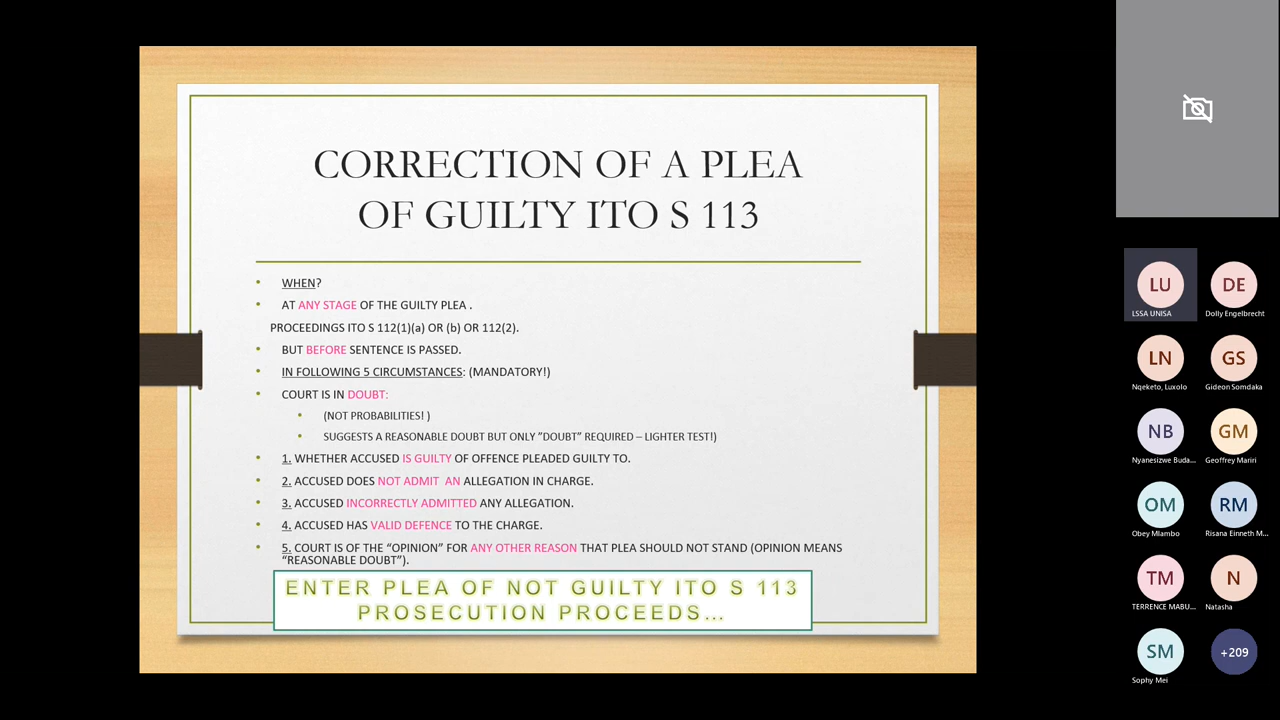 CORRECTION OF A PLEA
OF GUILTY ITO S 113
• WHEN?
• AT ANY STAGE OF THE GUILTY PLEA .
PROCEEDINGS ITO S 112(1)(a) OR (b) OR 112(2).
• BUT BEFORE SENTENCE IS PASSED.
• IN FOLLOWING 5 CIRCUMSTANCES: (MANDATORY!)
• COURT IS IN DOUBT:
• (NOT PROBABILITIES! )
• SUGGESTS A REASONABLE DOUBT BUT ONLY "DOUBT" REQUIRED – LIGHTER TEST!)
• 1. WHETHER ACCUSED IS GUILTY OF OFFENCE PLEADED GUILTY TO.
• 2. ACCUSED DOES NOT ADMIT AN ALLEGATION IN CHARGE.
• 3. ACCUSED INCORRECTLY ADMITTED ANY ALLEGATION.
• 4. ACCUSED HAS VALID DEFENCE TO THE CHARGE.
• 5. COURT IS OF THE "OPINION" FOR ANY OTHER REASON THAT PLEA SHOULD NOT STAND (OPINION MEANS
"REASONABLE DOUBT").
ENTER PLEA OF NOT GUILTY ITO S 113
PROSECUTION PROCEEDS...
LU DE
LSSA UNISA Dolly Engelbrecht
LN GS
Nqeketo, Luxolo Gideon Somdaka
NB GM
Nyanesizwe Buda... Geoffrey Mariri
OM RM
Obey Mlambo Risana Einneth M...
TM N
TERRENCE MABU... Natasha
SM +209
Sophy Mei